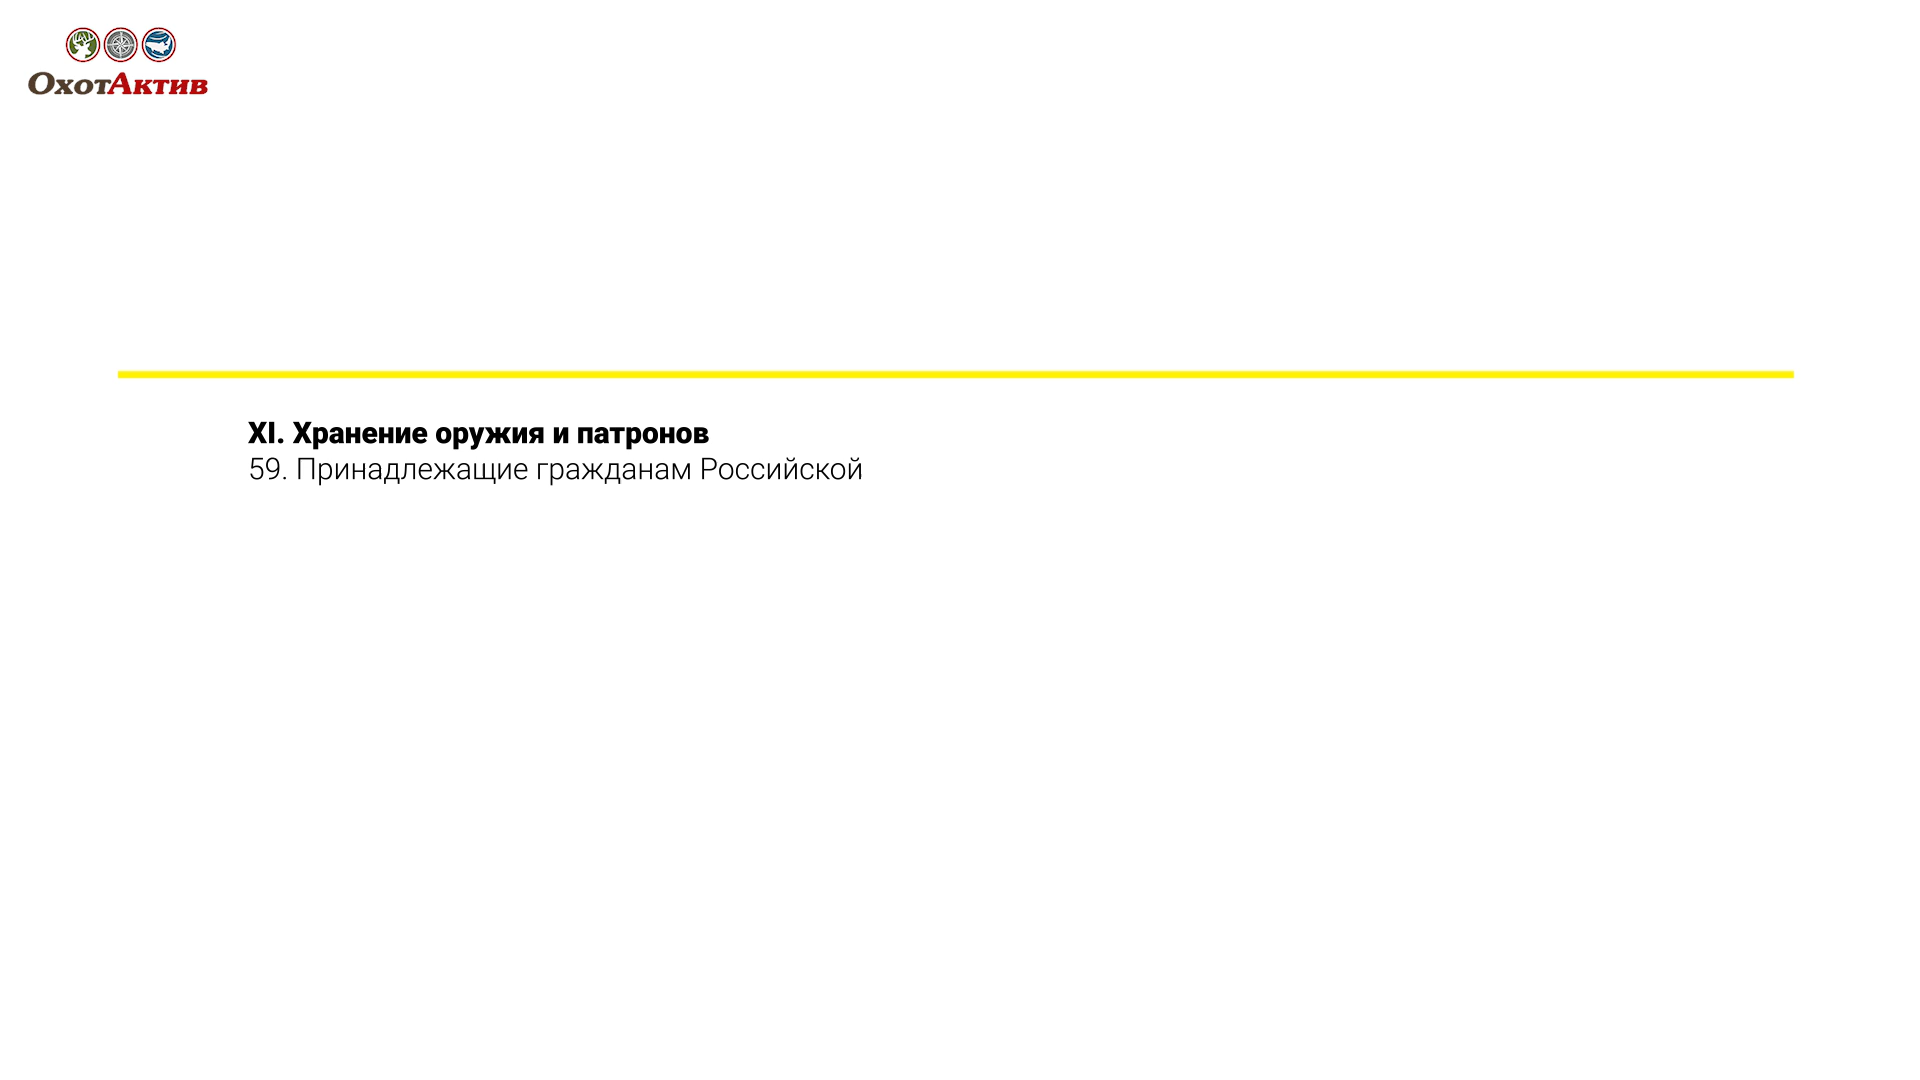 ОхотАктив
XI. Хранение оружия и патронов
59. Принадлежащие гражданам Российской